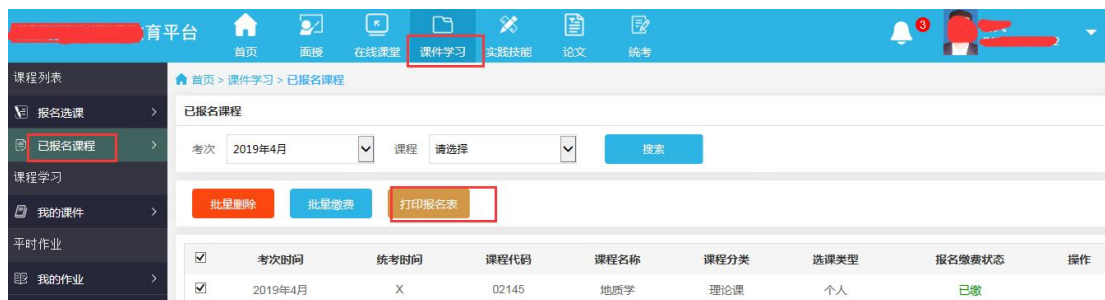 育平台
首页 面授 在线课堂 课件学习 实践技能 论文 统考
3
2
课程列表
首页 > 课件学习 > 已报名课程
报名选课
已报名课程
已报名课程
考次 2019年4月 课程 请选择 搜索
课程学习
我的课件
批量删除 批量缴费 打印报名表
平时作业
考次时间 统考时间 课程代码 课程名称 课程分类 选课类型 报名缴费状态 操作
我的作业
2019年4月 X 02145 地质学 理论课 个人 已缴